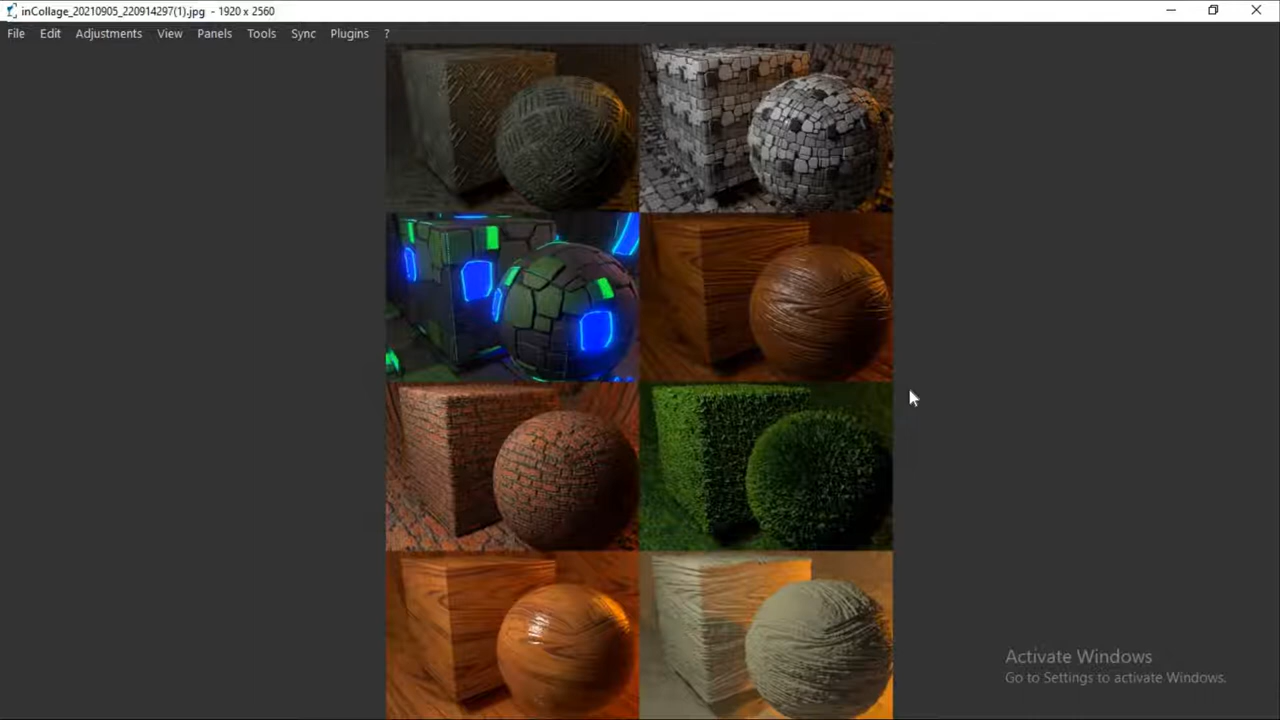 inCollage_20210905_220914297(1).jpg - 1920 x 2560
File Edit Adjustments View Panels Tools Sync Plugins ?
Activate Windows
Go to Settings to activate Windows.